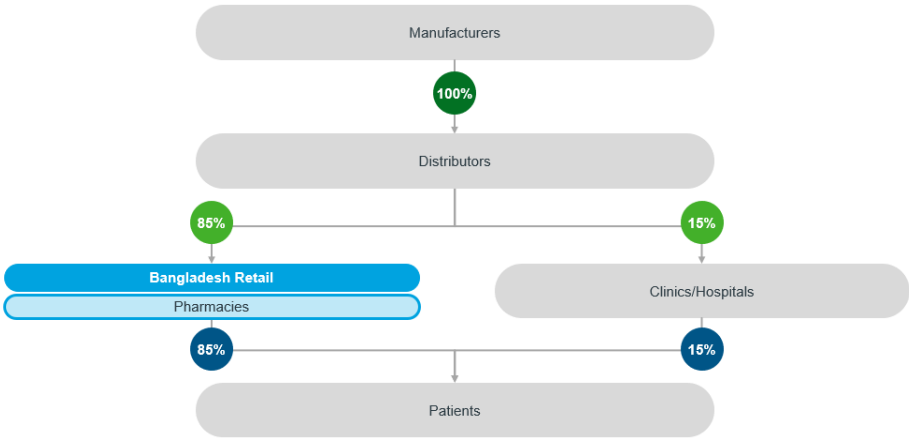 Manufacturers
100%
Distributors
85%
15%
Bangladesh Retail
Pharmacies
Clinics/Hospitals
85%
15%
Patients